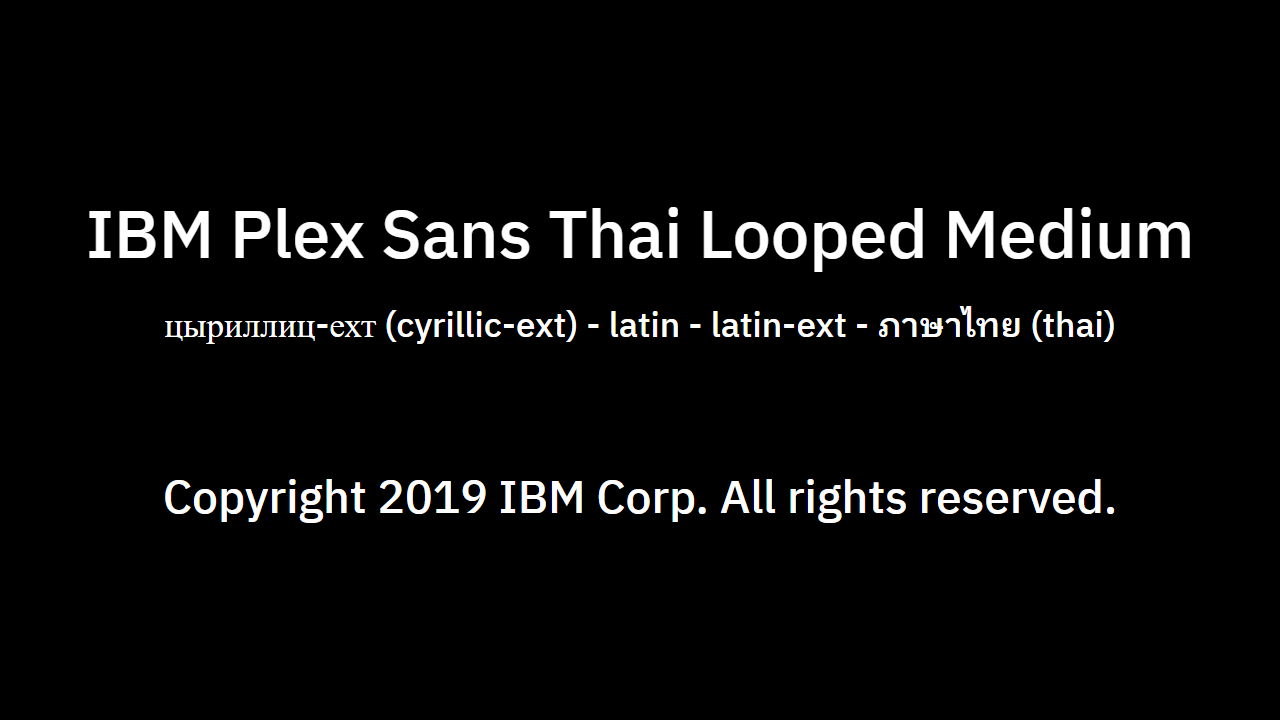 IBM Plex Sans Thai Looped Medium
цыриллиц-ехт (cyrillic-ext) - latin - latin-ext - ภาษาไทย (thai)
Copyright 2019 IBM Corp. All rights reserved.